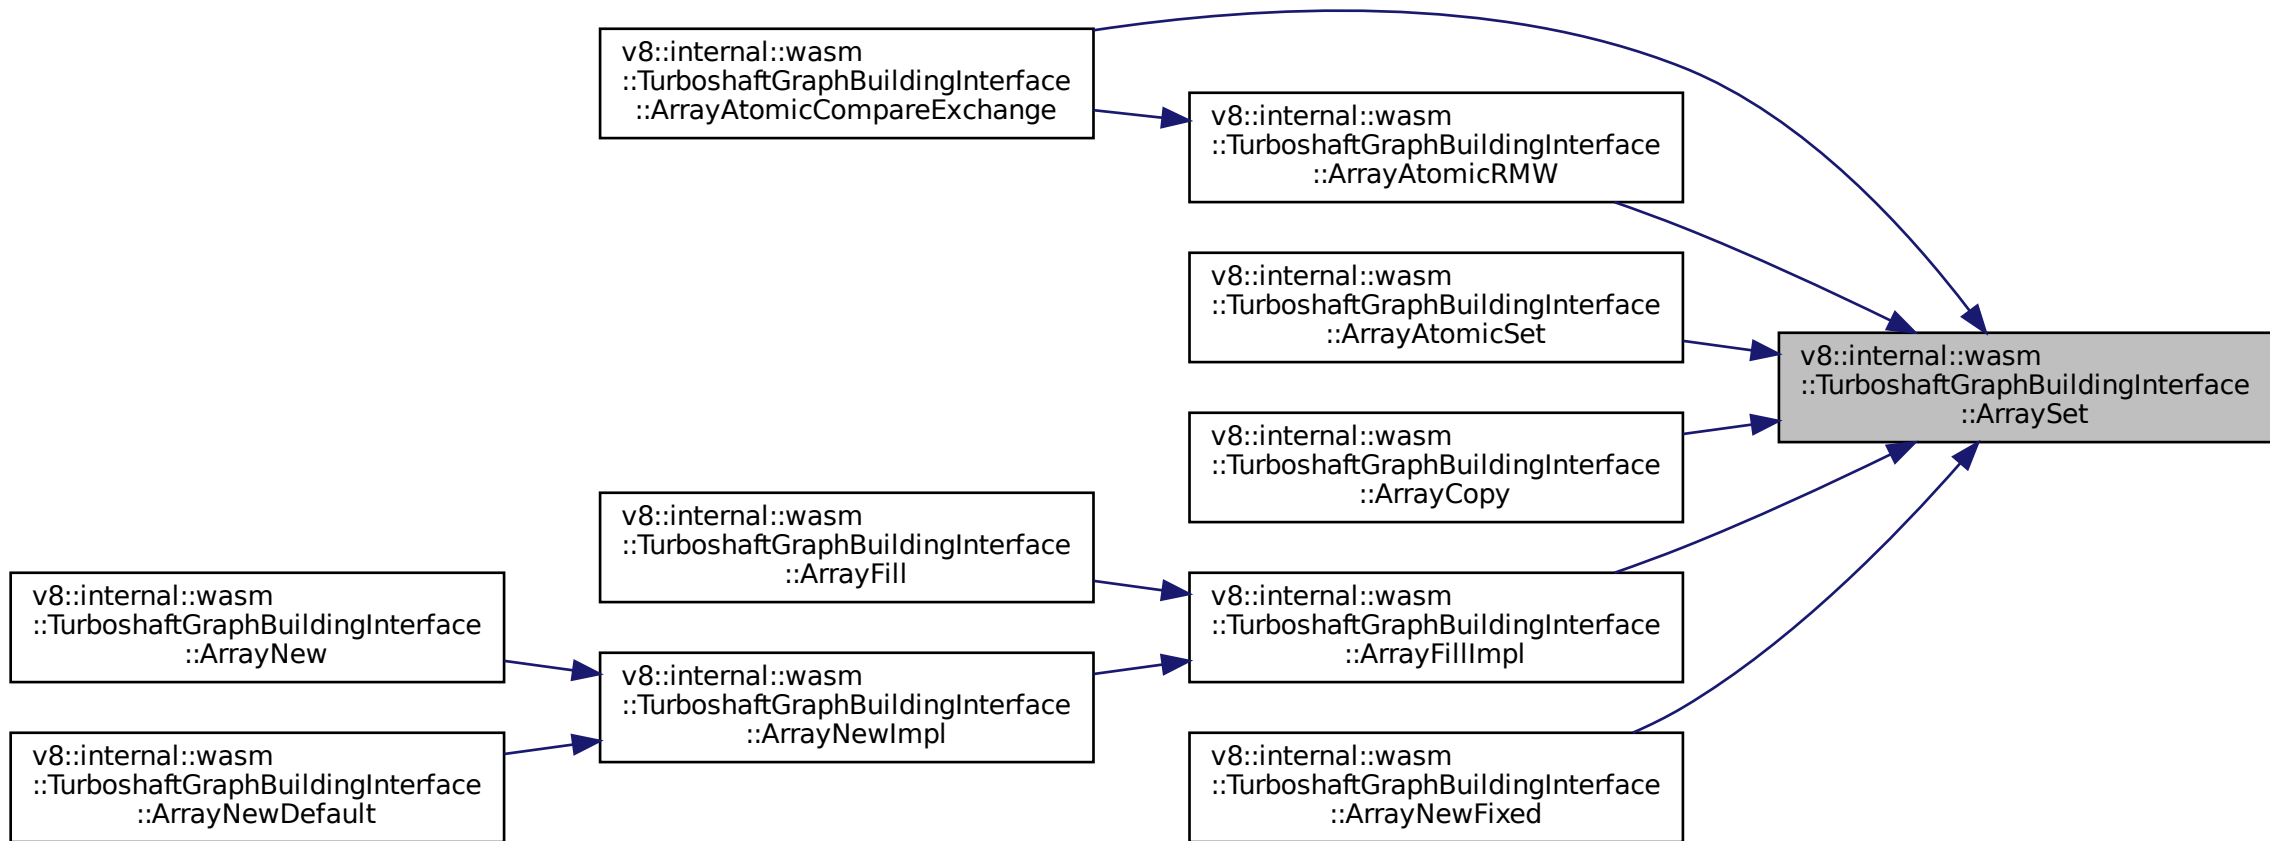 v8::internal::wasm
::TurboshaftGraphBuildingInterface
::ArrayAtomicCompareExchange
v8::internal::wasm
::TurboshaftGraphBuildingInterface
::ArrayAtomicRMW
v8::internal::wasm
::TurboshaftGraphBuildingInterface
::ArrayAtomicSet
v8::internal::wasm
::TurboshaftGraphBuildingInterface
::ArraySet
v8::internal::wasm
::TurboshaftGraphBuildingInterface
::ArrayCopy
v8::internal::wasm
::TurboshaftGraphBuildingInterface
::ArrayFill
v8::internal::wasm
::TurboshaftGraphBuildingInterface
::ArrayNew
v8::internal::wasm
::TurboshaftGraphBuildingInterface
::ArrayFillImpl
v8::internal::wasm
::TurboshaftGraphBuildingInterface
::ArrayNewImpl
v8::internal::wasm
::TurboshaftGraphBuildingInterface
::ArrayNewDefault
v8::internal::wasm
::TurboshaftGraphBuildingInterface
::ArrayNewFixed